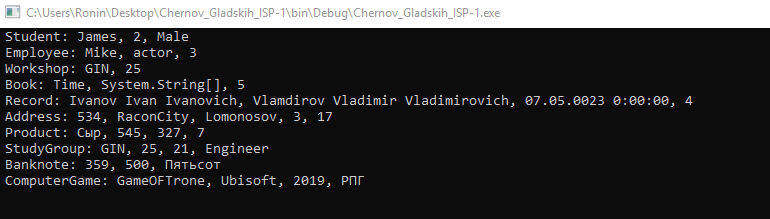 C:\Users\Ronin\Desktop\Chernov_Gladskih_ISP-1\bin\Debug\Chernov_Gladskih_ISP-1.exe
Student: James, 2, Male
Employee: Mike, actor, 3
Workshop: GIN, 25
Book: Time, System.String[], 5
Record: Ivanov Ivan Ivanovich, Vlamdirov Vladimir Vladimirovich, 07.05.0023 0:00:00, 4
Address: 534, RaconCity, Lomonosov, 3, 17
Product: Сыр, 545, 327, 7
StudyGroup: GIN, 25, 21, Engineer
Banknote: 359, 500, Пятьсот
ComputerGame: GameOFTrone, Ubisoft, 2019, РПГ